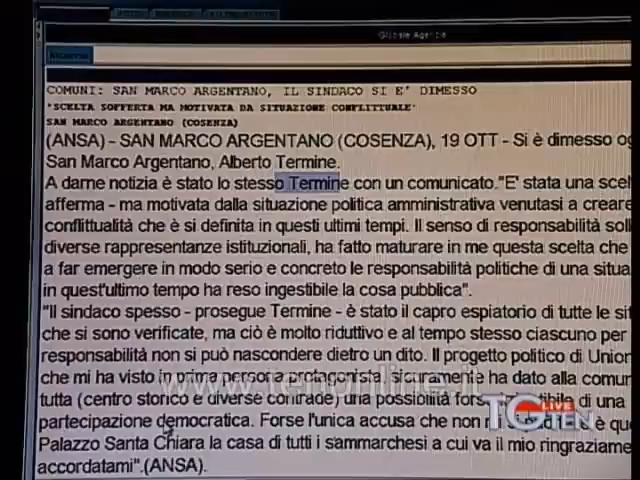 Globale Agenzie
COMUNI: SAN MARCO ARGENTANO, IL SINDACO SI E' DIMESSO
'SCELTA SOFFERTA MA MOTIVATA DA SITUAZIONE CONFLITTUALE'
SAN MARCO ARGENTANO (COSENZA)
(ANSA) - SAN MARCO ARGENTANO (COSENZA), 19 OTT - Si è dimesso og
San Marco Argentano, Alberto Termine.
A darne notizia è stato lo stesso Termine con un comunicato."E' stata una scel
afferma - ma motivata dalla situazione politica amministrativa venutasi a creare
conflittualità che è si definita in questi ultimi tempi. Il senso di responsabilità soll
diverse rappresentanze istituzionali, ha fatto maturare in me questa scelta che
a far emergere in modo serio e concreto le responsabilità politiche di una situa
in quest'ultimo tempo ha reso ingestibile la cosa pubblica".
"Il sindaco spesso - prosegue Termine - è stato il capro espiatorio di tutte le sit
che si sono verificate, ma ciò è molto riduttivo e al tempo stesso ciascuno per
responsabilità non si può nascondere dietro un dito. Il progetto politico di Union
che mi ha visto in prima persona protagonista sicuramente ha dato alla comun
tutta (centro storico e diverse contrade) una possibilità di una
partecipazione democratica. Forse l'unica accusa che non è que
Palazzo Santa Chiara la casa di tutti i sammarchesi a cui va il mio ringraziame
accordatami".(ANSA).
www.tenonline.it
TG LIVE TEN